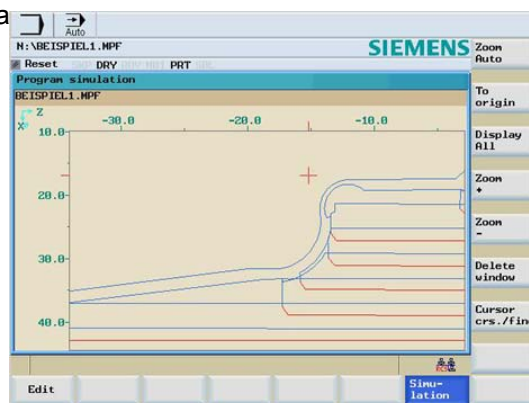 a
Auto
N:\BEISPIEL1.MPF
SIEMENS
Reset DRY PRT
Program simulation
BEISPIEL1.MPF
Z
X
-30.0 -20.0 -10.0
10.0
20.0
30.0
40.0
Zoom
Auto
To
origin
Display
All
Zoom
+
Zoom
-
Delete
window
Cursor
crs./fin
Edit
Simu-
lation